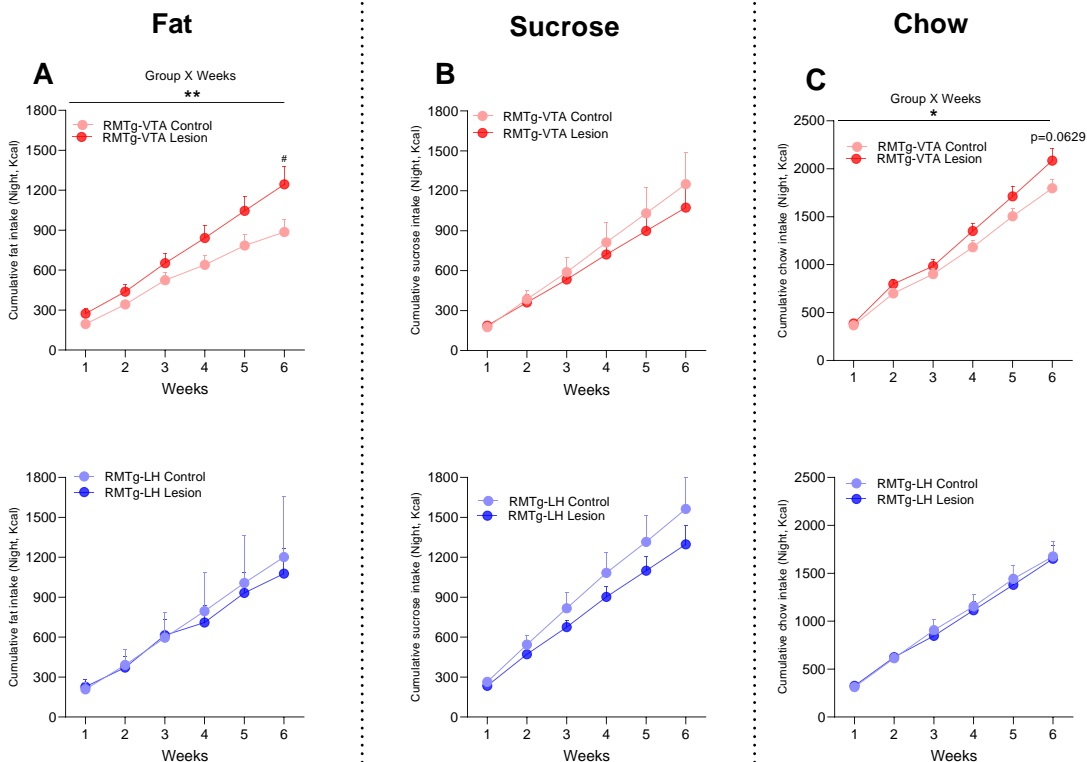 Fat
Sucrose
Chow
A
Group X Weeks
**
1800
1500
1200
900
600
300
0
RMTg-VTA Control
RMTg-VTA Lesion
#
Cumulative fat intake (Night, Kcal)
1 2 3 4 5 6
Weeks
B
1800
1500
1200
900
600
300
0
RMTg-VTA Control
RMTg-VTA Lesion
Cumulative sucrose intake (Night, Kcal)
1 2 3 4 5 6
Weeks
C
Group X Weeks
*
p=0.0629
2500
2000
1500
1000
500
0
RMTg-VTA Control
RMTg-VTA Lesion
Cumulative chow intake (Night, Kcal)
1 2 3 4 5 6
Weeks
1800
1500
1200
900
600
300
0
RMTg-LH Control
RMTg-LH Lesion
Cumulative fat intake (Night, Kcal)
1 2 3 4 5 6
Weeks
1800
1500
1200
900
600
300
0
RMTg-LH Control
RMTg-LH Lesion
Cumulative sucrose intake (Night, Kcal)
1 2 3 4 5 6
Weeks
2500
2000
1500
1000
500
0
RMTg-LH Control
RMTg-LH Lesion
Cumulative chow intake (Night, Kcal)
1 2 3 4 5 6
Weeks